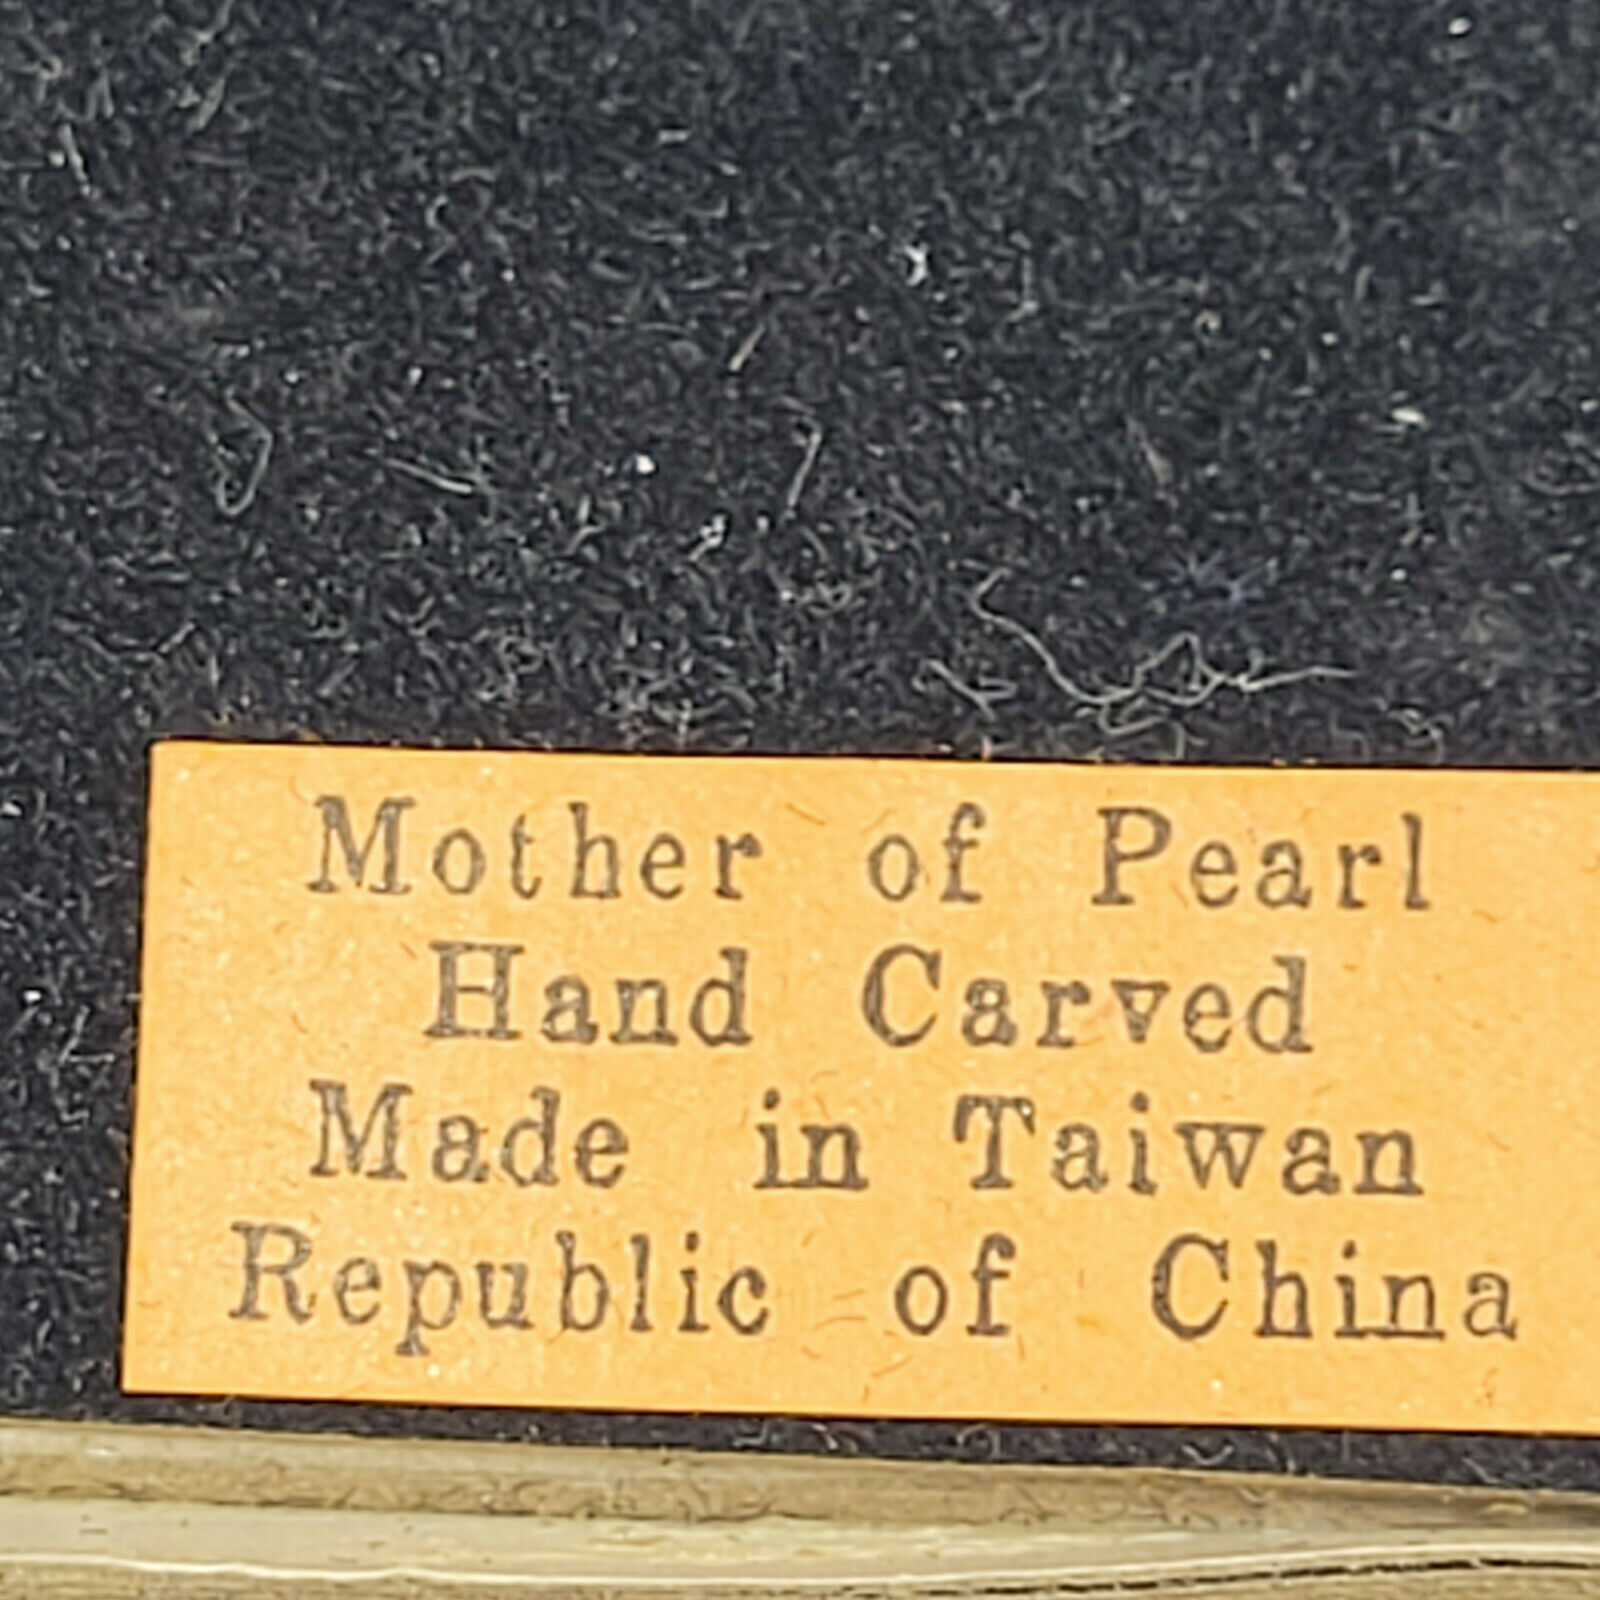 Mother of Pearl
Hand Carved
Made in Taiwan
Republic of China